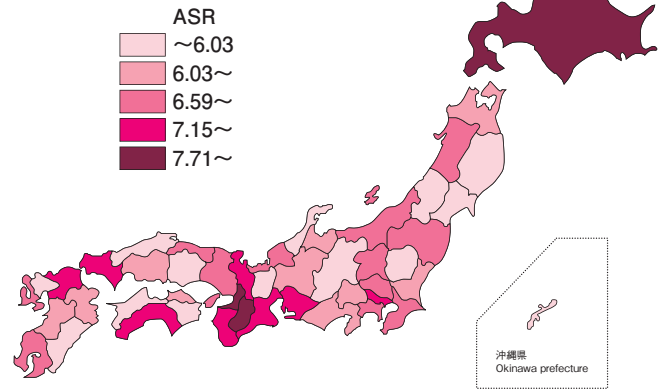 ASR
～6.03
6.03～
6.59～
7.15～
7.71～
沖縄県
Okinawa prefecture